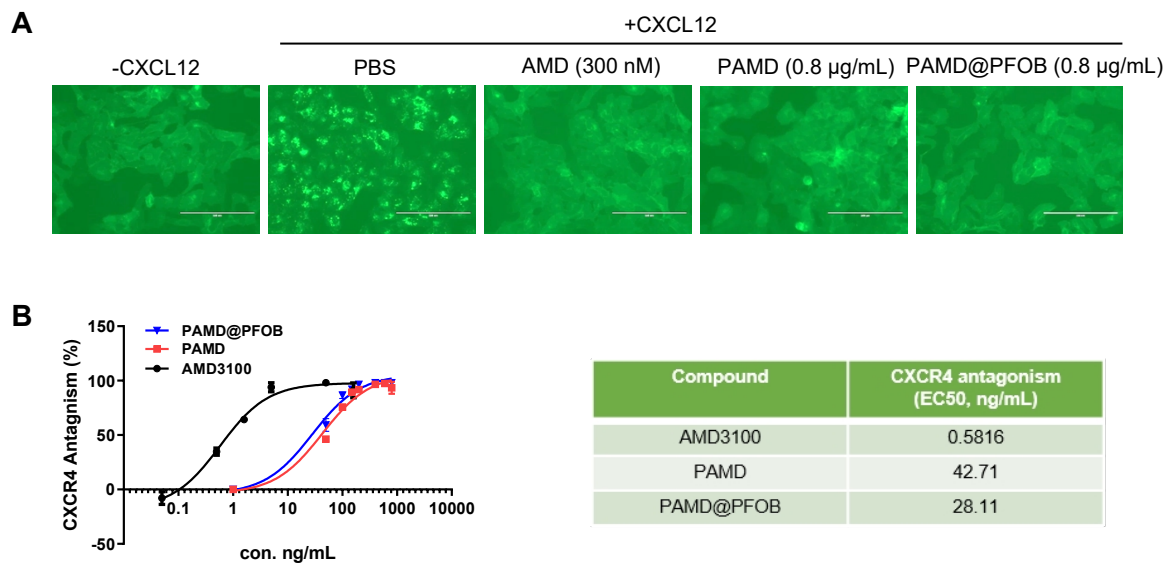 A
+CXCL12
-CXCL12 PBS AMD (300 nM) PAMD (0.8 µg/mL) PAMD@PFOB (0.8 µg/mL)
B
150
100
50
0
-50
CXCR4 Antagnism (%)
PAMD@PFOB
PAMD
AMD3100
0.1 1 10 100 1000 10000
con. ng/mL
Compound CXCR4 antagonism
(EC50, ng/mL)
AMD3100 0.5816
PAMD 42.71
PAMD@PFOB 28.11